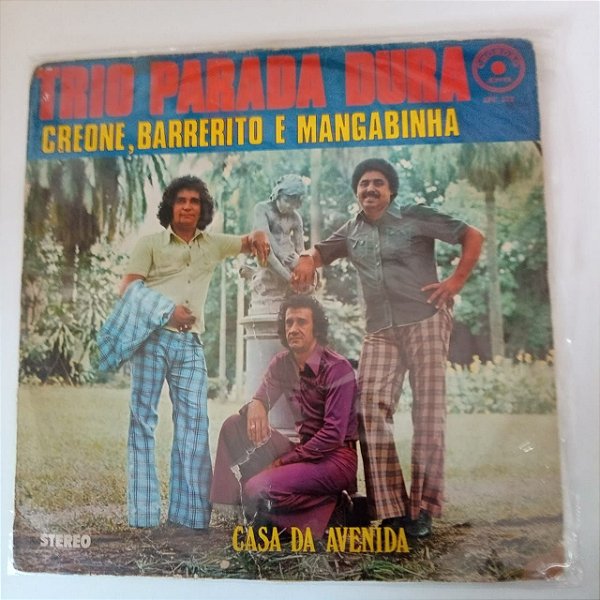 TRIO PARADA DURA
CREONE, BARRERITO E MANGABINHA
STEREO
CASA DA AVENIDA